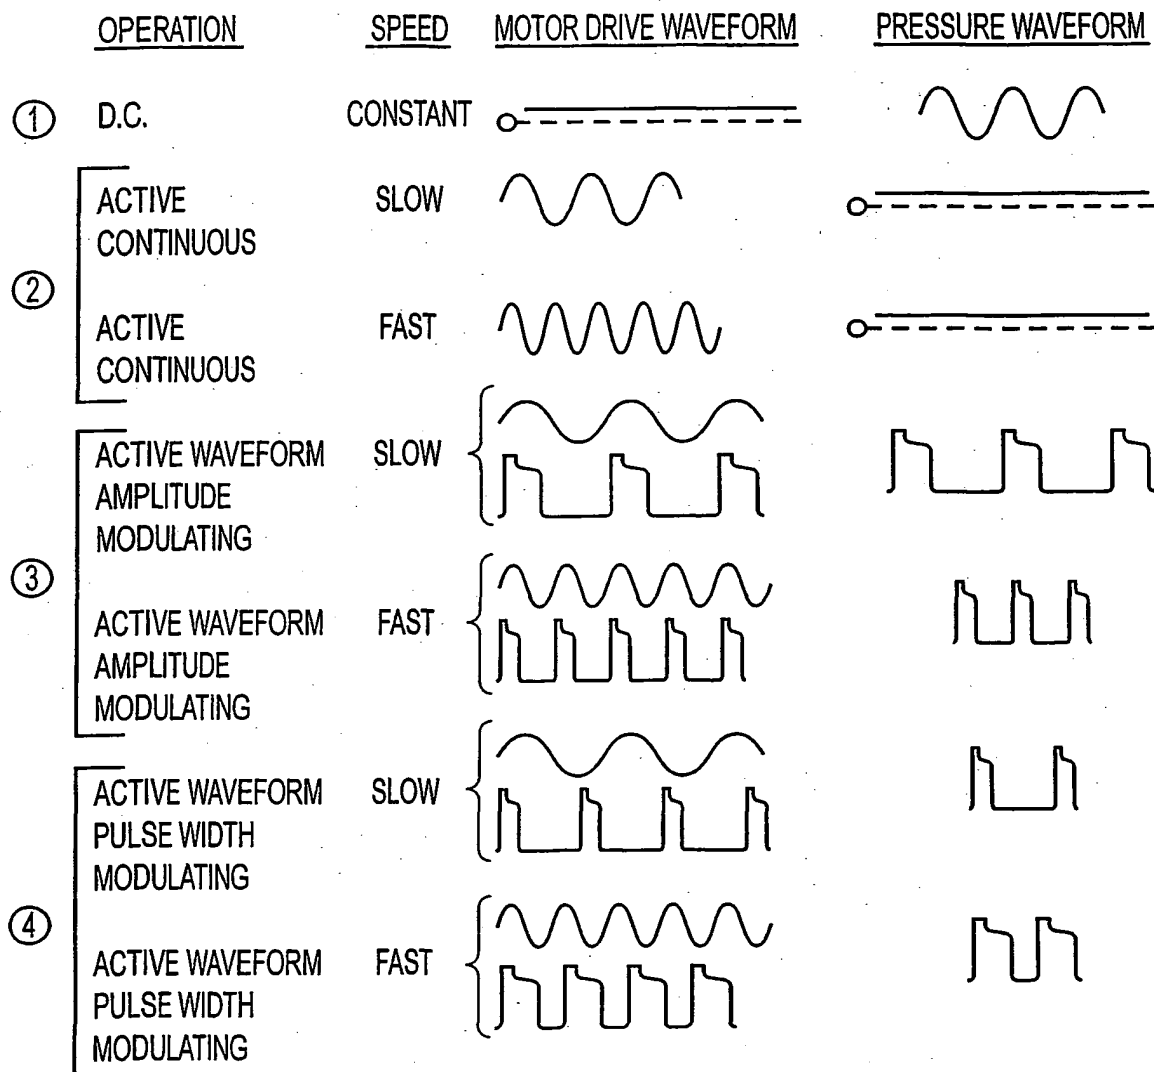 OPERATION SPEED MOTOR DRIVE WAVEFORM PRESSURE WAVEFORM
1 D.C. CONSTANT
2
ACTIVE SLOW
CONTINUOUS
ACTIVE FAST
CONTINUOUS
3
ACTIVE WAVEFORM SLOW
AMPLITUDE
MODULATING
ACTIVE WAVEFORM FAST
AMPLITUDE
MODULATING
4
ACTIVE WAVEFORM SLOW
PULSE WIDTH
MODULATING
ACTIVE WAVEFORM FAST
PULSE WIDTH
MODULATING